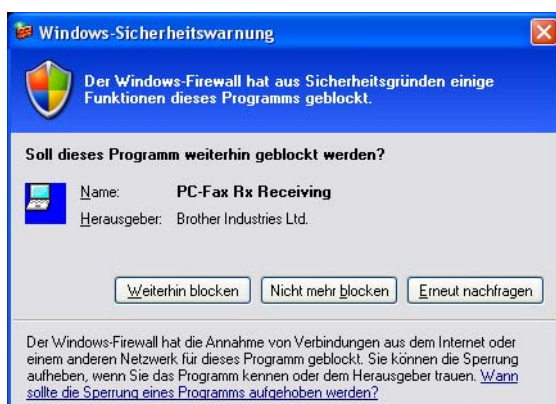 Windows-Sicherheitswarnung
Der Windows-Firewall hat aus Sicherheitsgründen einige
Funktionen dieses Programms geblockt.
Soll dieses Programm weiterhin geblockt werden?
Name: PC-Fax Rx Receiving
Herausgeber: Brother Industries Ltd.
Weiterhin blocken Nicht mehr blocken Erneut nachfragen
Der Windows-Firewall hat die Annahme von Verbindungen aus dem Internet oder
einem anderen Netzwerk für dieses Programm geblockt. Sie können die Sperrung
aufheben, wenn Sie das Programm kennen oder dem Herausgeber trauen. Wann
sollte die Sperrung eines Programms aufgehoben werden?